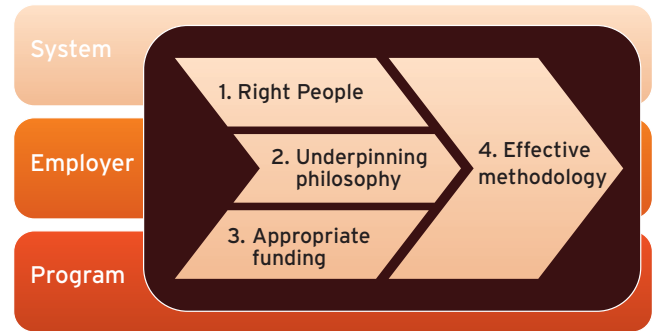 System
Employer
Program
1. Right People
2. Underpinning
philosophy
3. Appropriate
funding
4. Effective
methodology